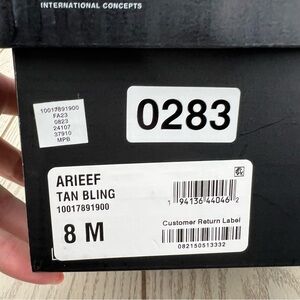 INTERNATIONAL CONCEPTS
10017891900
FA23
0823
24107
37910
MPB
0283
ARIEEF
TAN BLING
10017891900
8 M
1 94136 44046 2
Customer Return Label
082150513332